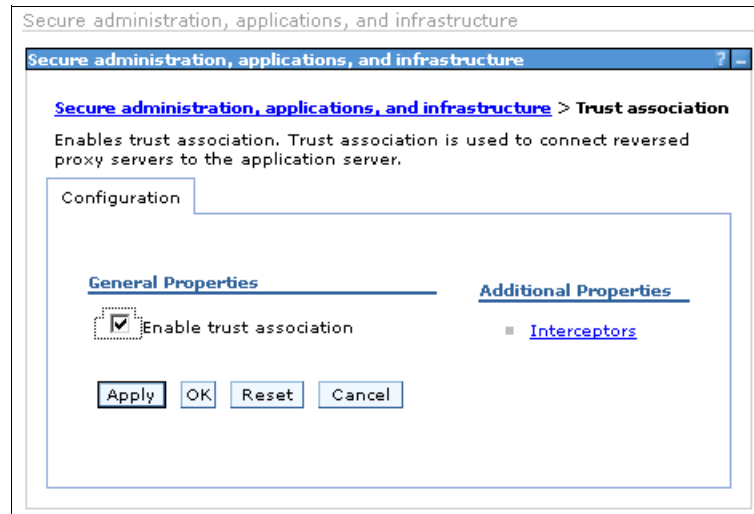 Secure administration, applications, and infrastructure
Secure administration, applications, and infrastructure ? -
Secure administration, applications, and infrastructure > Trust association
Enables trust association. Trust association is used to connect reversed
proxy servers to the application server.
Configuration
General Properties
Enable trust association
Apply OK Reset Cancel
Additional Properties
Interceptors